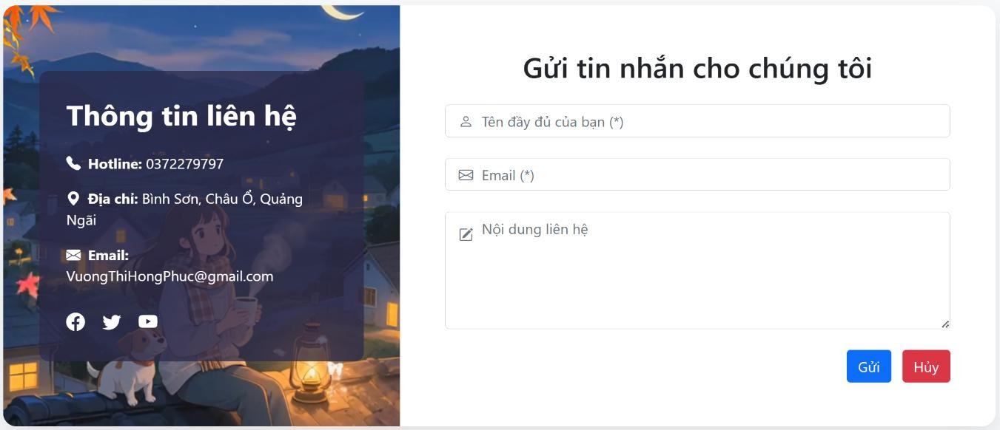 Thông tin liên hệ
Hotline: 0372279797
Địa chỉ: Bình Sơn, Châu Ổ, Quảng
Ngãi
Email:
VuongThiHongPhuc@gmail.com
Gửi tin nhắn cho chúng tôi
Tên đầy đủ của bạn (*)
Email (*)
Nội dung liên hệ
Gửi
Hủy